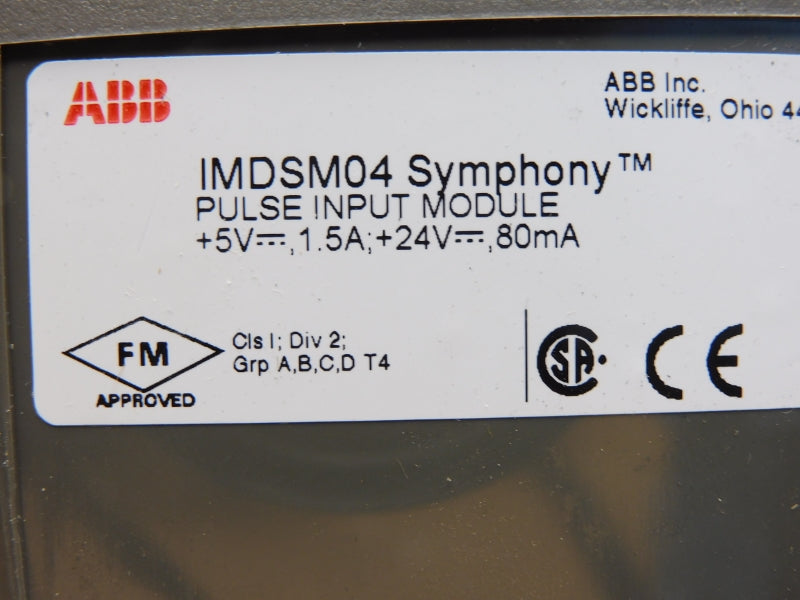 ABB
ABB Inc.
Wickliffe, Ohio
IMDSM04 Symphony™
PULSE INPUT MODULE
+5V⎓,1.5A;+24V⎓,80mA
FM
APPROVED
Cls I; Div 2;
Grp A,B,C,D T4
CSA
CE